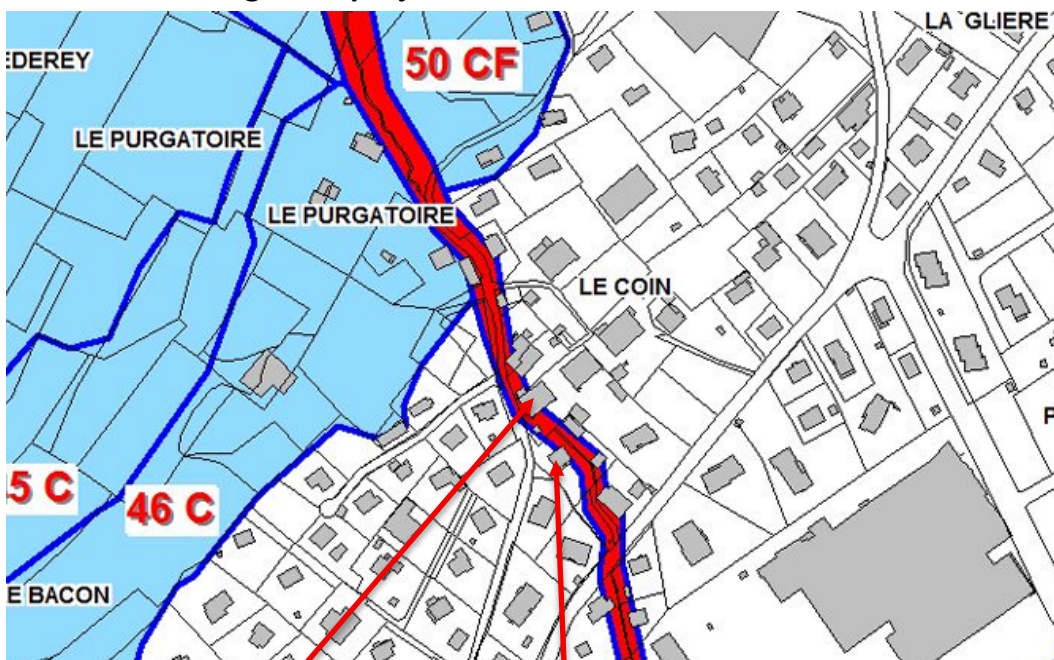 LA GLIERE
EDEREY
50 CF
LE PURGATOIRE
LE PURGATOIRE
LE COIN
5 C
46 C
E BACON